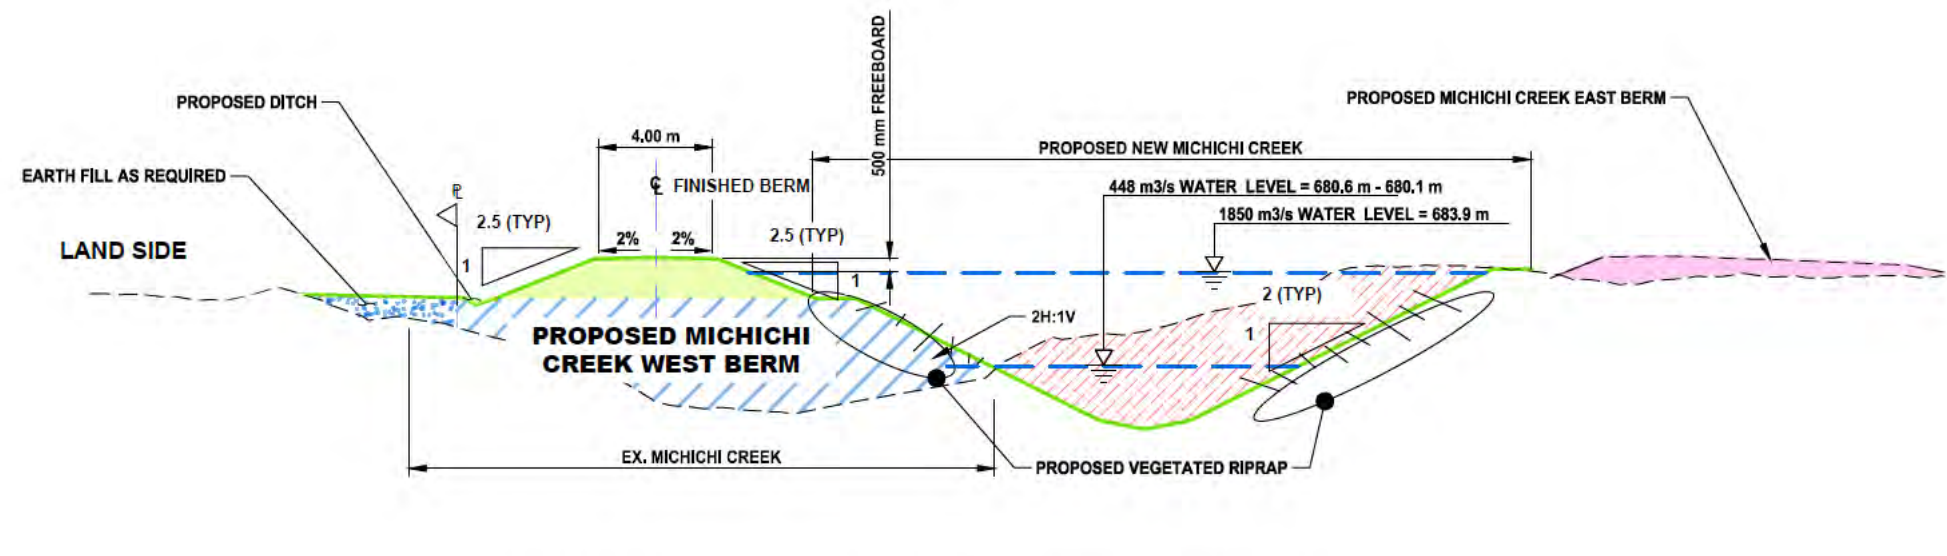 500 mm FREEBOARD
PROPOSED DITCH
PROPOSED MICHICHI CREEK EAST BERM
4.00 m
PROPOSED NEW MICHICHI CREEK
EARTH FILL AS REQUIRED
℄ FINISHED BERM
448 m3/s WATER LEVEL = 680.6 m - 680.1 m
PL
2.5 (TYP)
1850 m3/s WATER LEVEL = 683.9 m
LAND SIDE
2% 2%
2.5 (TYP)
1
1
2 (TYP)
2H:1V
1
PROPOSED MICHICHI
CREEK WEST BERM
EX. MICHICHI CREEK
PROPOSED VEGETATED RIPRAP